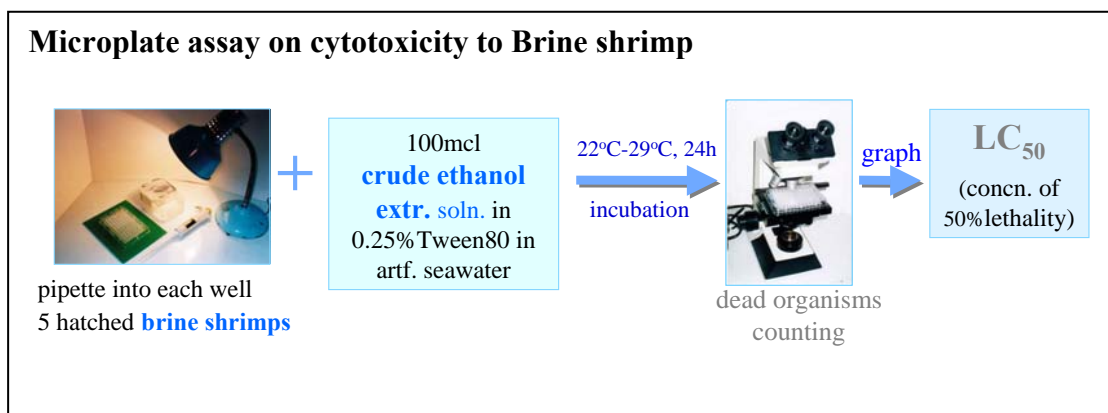 Microplate assay on cytotoxicity to Brine shrimp
pipette into each well
5 hatched brine shrimps
+
100mcl
crude ethanol
extr. soln. in
0.25%Tween80 in
artf. seawater
22°C-29°C, 24h
incubation
dead organisms
counting
graph
LC50
(concn. of
50%lethality)